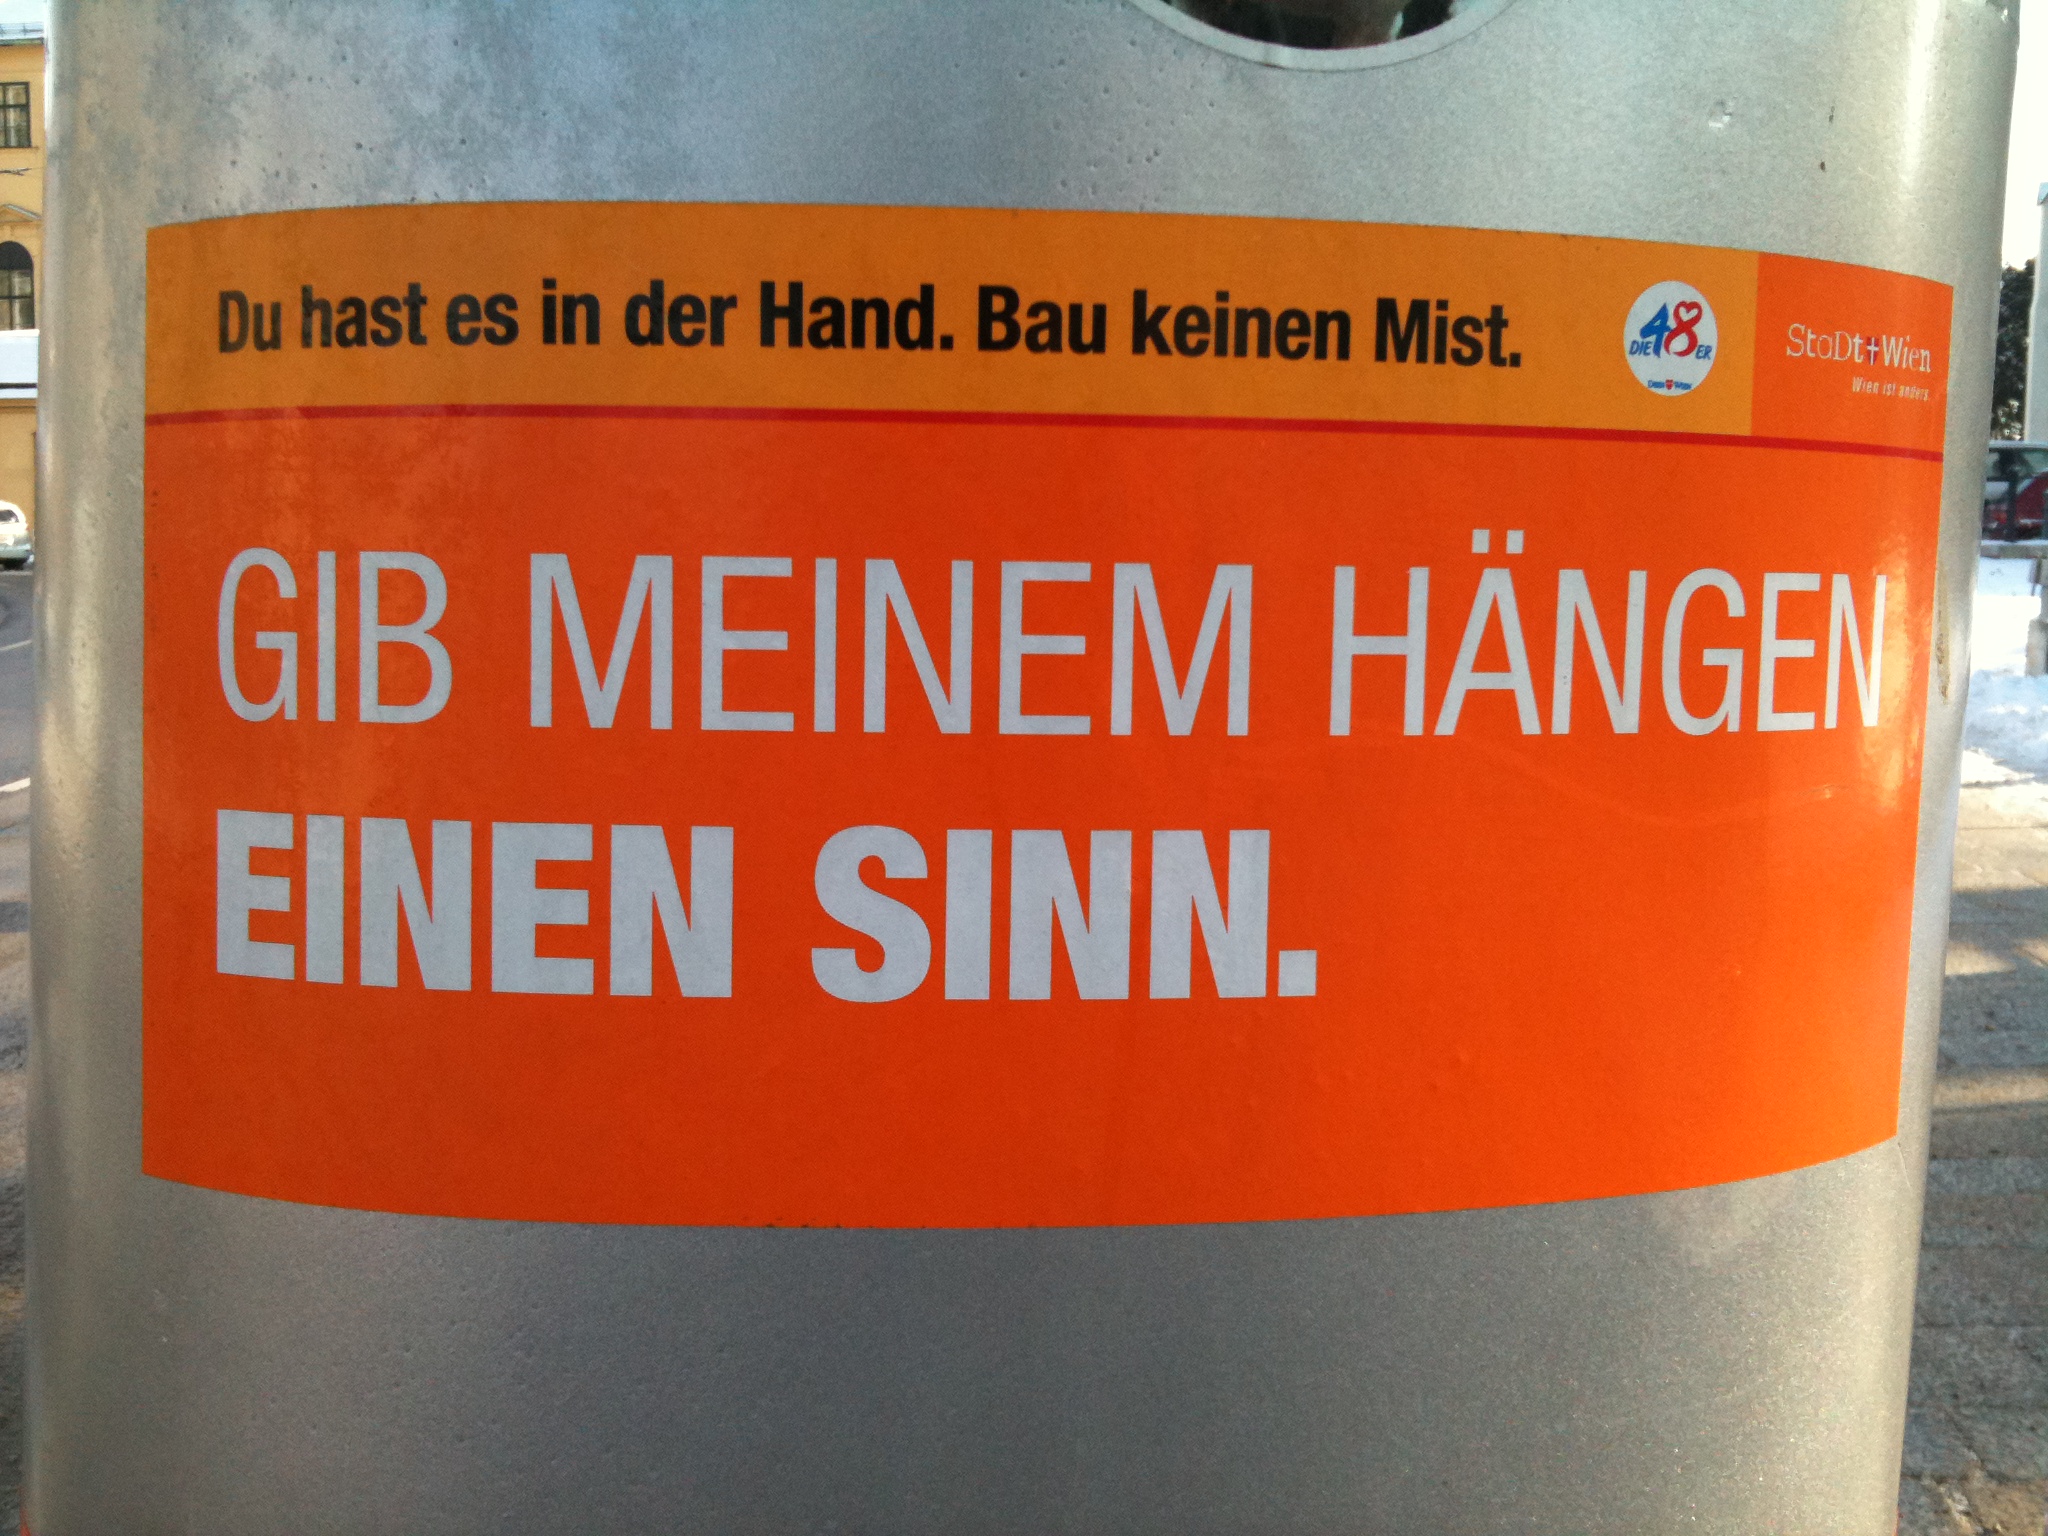 Du hast es in der Hand. Bau keinen Mist.
DIE 48ER
StaDt Wien
Wien ist anders.
GIB MEINEM HÄNGEN
EINEN SINN.